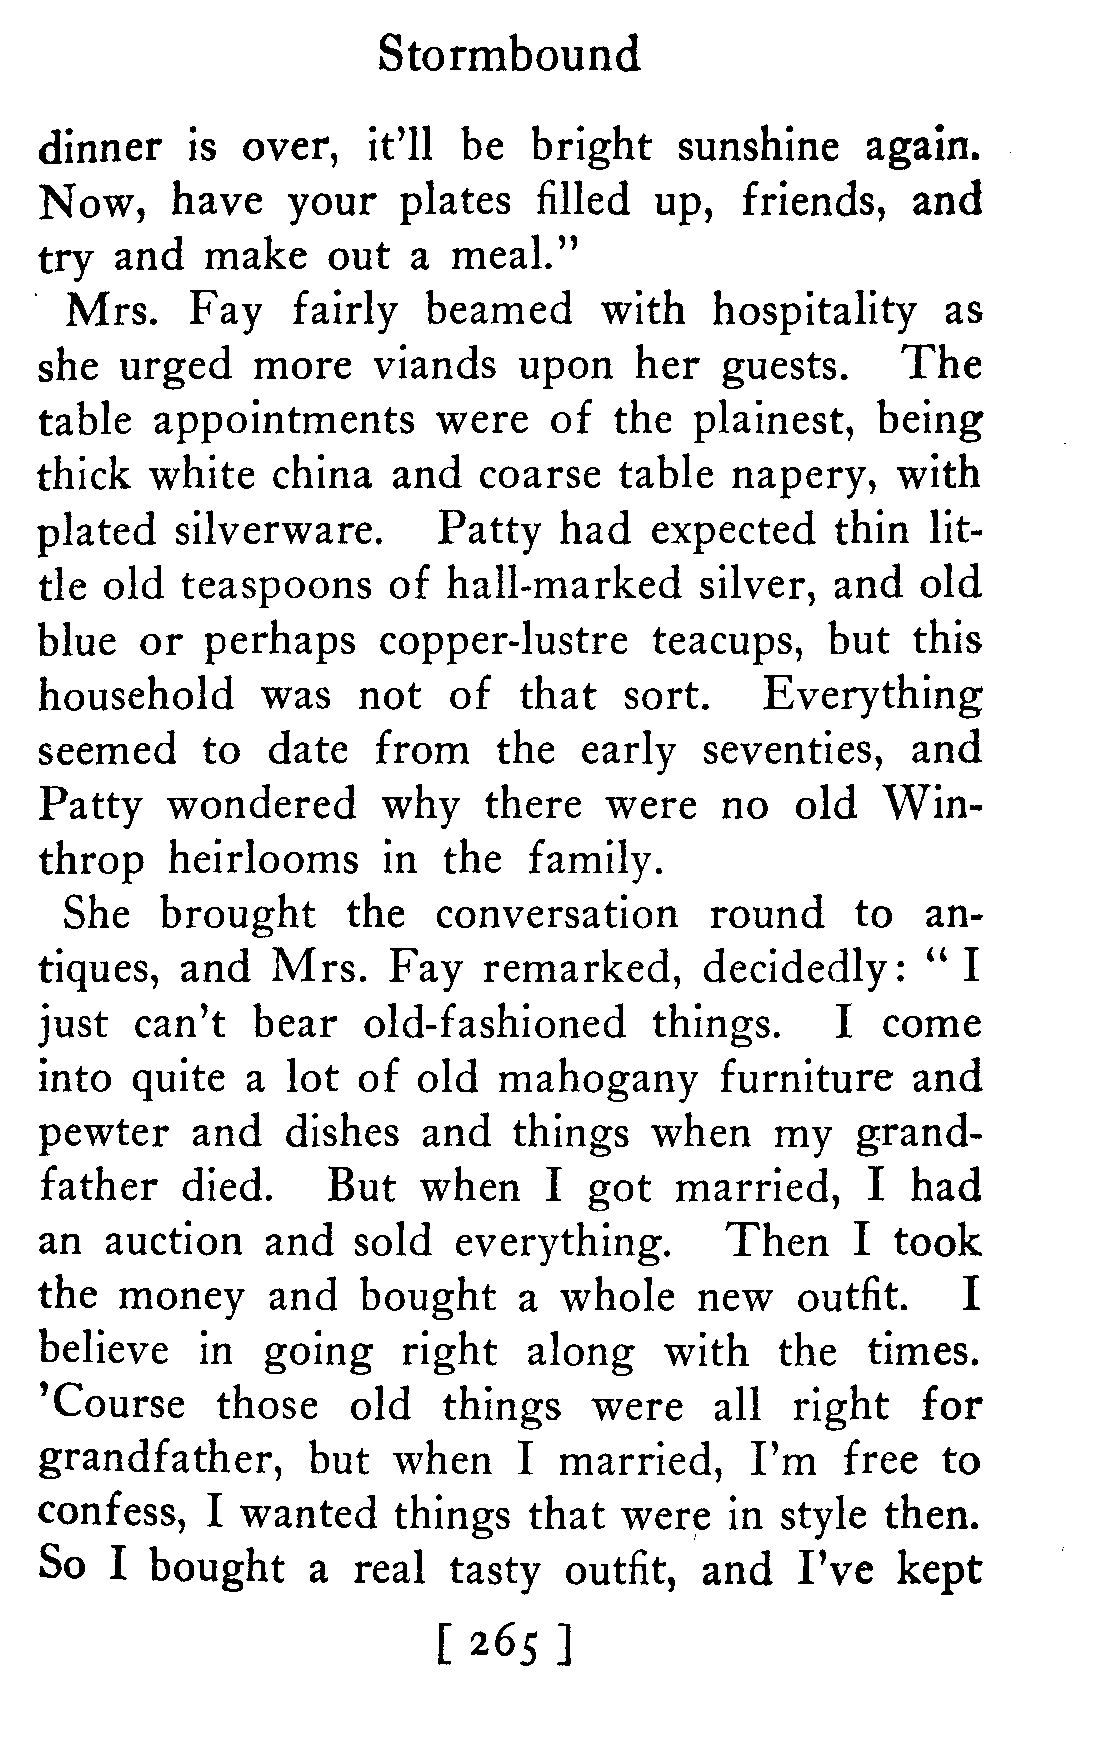 Stormbound
dinner is over, it'll be bright sunshine again.
Now, have your plates filled up, friends, and
try and make out a meal."
Mrs. Fay fairly beamed with hospitality as
she urged more viands upon her guests. The
table appointments were of the plainest, being
thick white china and coarse table napery, with
plated silverware. Patty had expected thin lit-
tle old teaspoons of hall-marked silver, and old
blue or perhaps copper-lustre teacups, but this
household was not of that sort. Everything
seemed to date from the early seventies, and
Patty wondered why there were no old Win-
throp heirlooms in the family.
She brought the conversation round to an-
tiques, and Mrs. Fay remarked, decidedly: " I
just can't bear old-fashioned things. I come
into quite a lot of old mahogany furniture and
pewter and dishes and things when my grand-
father died. But when I got married, I had
an auction and sold everything. Then I took
the money and bought a whole new outfit. I
believe in going right along with the times.
'Course those old things were all right for
grandfather, but when I married, I'm free to
confess, I wanted things that were in style then.
So I bought a real tasty outfit, and I've kept
[ 265 ]